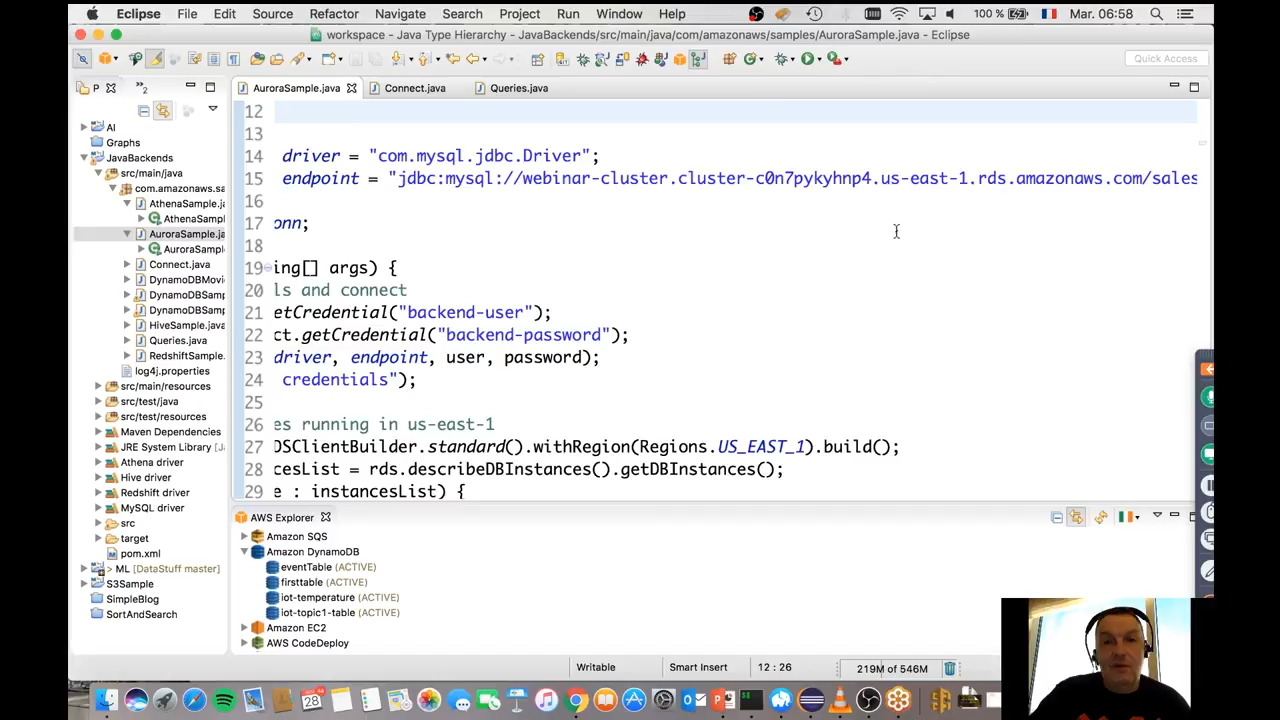 Eclipse File Edit Source Refactor Navigate Search Project Run Window Help 100 % Mar. 06:58
workspace - Java Type Hierarchy - JavaBackends/src/main/java/com/amazonaws/samples/AuroraSample.java - Eclipse
Quick Access
P 2
AuroraSample.java Connect.java Queries.java
AI
Graphs
JavaBackends
src/main/java
com.amazonaws.sa
AthenaSample.ja
AthenaSampl
AuroraSample.ja
AuroraSampl
Connect.java
DynamoDBMovi
DynamoDBSam
DynamoDBSam
HiveSample.java
Queries.java
RedshiftSample.
log4j.properties
src/main/resources
src/test/java
src/test/resources
Maven Dependencies
JRE System Library [Ja
Athena driver
Hive driver
Redshift driver
MySQL driver
src
target
pom.xml
> ML [DataStuff master]
S3Sample
SimpleBlog
SortAndSearch
12
13
14 driver = "com.mysql.jdbc.Driver";
15 endpoint = "jdbc:mysql://webinar-cluster.cluster-c0n7pykyhnp4.us-east-1.rds.amazonaws.com/sales
16
17 onn;
18
19 ing[] args) {
20 ls and connect
21 etCredential("backend-user");
22 ct.getCredential("backend-password");
23 driver, endpoint, user, password);
24 credentials");
25
26 es running in us-east-1
27 DSClientBuilder.standard().withRegion(Regions.US_EAST_1).build();
28 cesList = rds.describeDBInstances().getDBInstances();
29 e : instancesList) {
AWS Explorer
Amazon SQS
Amazon DynamoDB
eventTable (ACTIVE)
firsttable (ACTIVE)
iot-temperature (ACTIVE)
iot-topic1-table (ACTIVE)
Amazon EC2
AWS CodeDeploy
Writable Smart Insert 12 : 26 219M of 546M
28